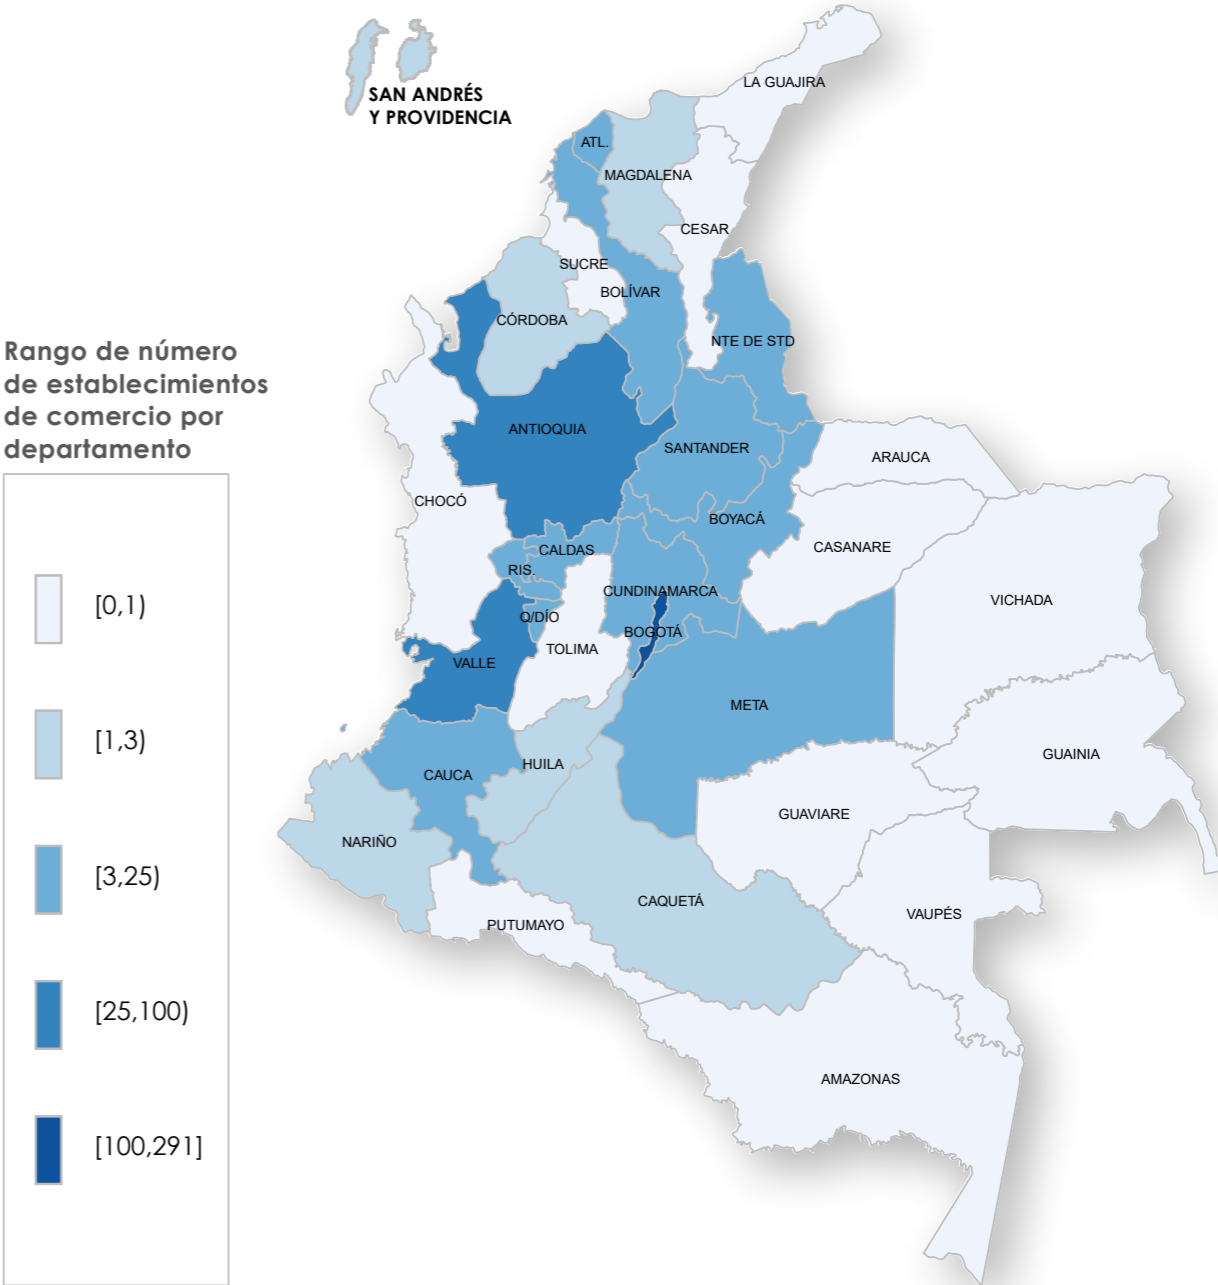 SAN ANDRÉS
Y PROVIDENCIA
LA GUAJIRA
ATL.
MAGDALENA
CESAR
SUCRE
BOLÍVAR
CÓRDOBA
NTE DE STD
Rango de número
de establecimientos
de comercio por
departamento
[0,1)
[1,3)
[3,25)
[25,100)
[100,291]
ANTIOQUIA
SANTANDER
ARAUCA
CHOCÓ
BOYACÁ
CASANARE
CALDAS
RIS.
CUNDINAMARCA
VICHADA
Q/DÍO
BOGOTÁ
TOLIMA
VALLE
META
GUAINIA
HUILA
CAUCA
GUAVIARE
NARIÑO
CAQUETÁ
VAUPÉS
PUTUMAYO
AMAZONAS